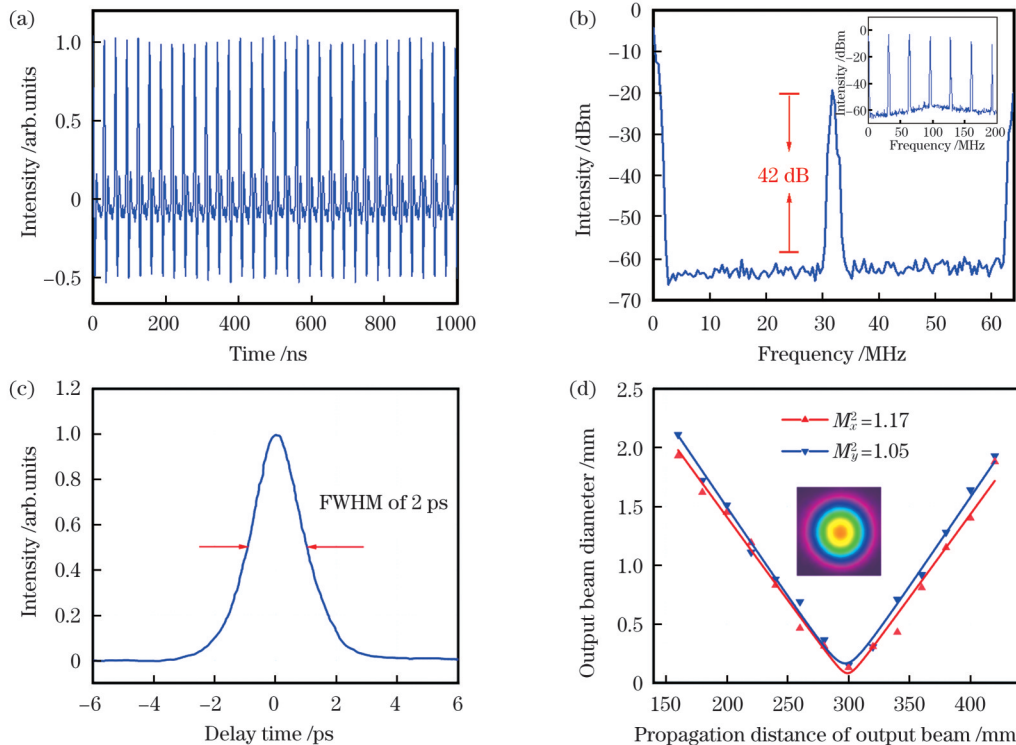 (a)
1.0
0.5
0
−0.5
Intensity /arb.units
0 200 400 600 800 1000
Time /ns
(b)
−0
−10
−20
−30
−40
−50
−60
−70
Intensity /dBm
42 dB
0 10 20 30 40 50 60
Frequency /MHz
0
−20
−40
−60
Intensity /dBm
0 50 100 150 200
Frequency /MHz
(c)
1.2
1.0
0.8
0.6
0.4
0.2
0
Intensity /arb.units
FWHM of 2 ps
−6 −4 −2 0 2 4 6
Delay time /ps
(d)
2.5
2.0
1.5
1.0
0.5
0
Output beam diameter /mm
M²x=1.17
M²y=1.05
140 200 250 300 350 400
Propagation distance of output beam /mm